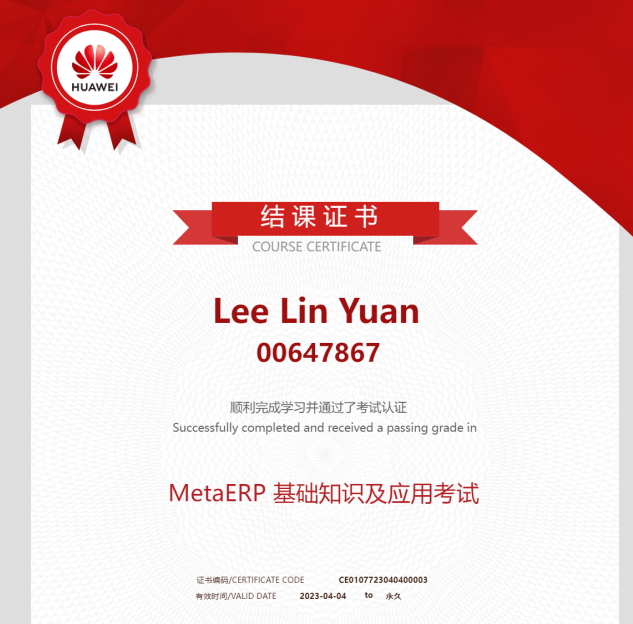 HUAWEI
结课证书
COURSE CERTIFICATE
Lee Lin Yuan
00647867
顺利完成学习并通过了考试认证
Successfully completed and received a passing grade in
MetaERP 基础知识及应用考试
证书编码/CERTIFICATE CODE CE0107723040400003
有效时间/VALID DATE 2023-04-04 to 永久